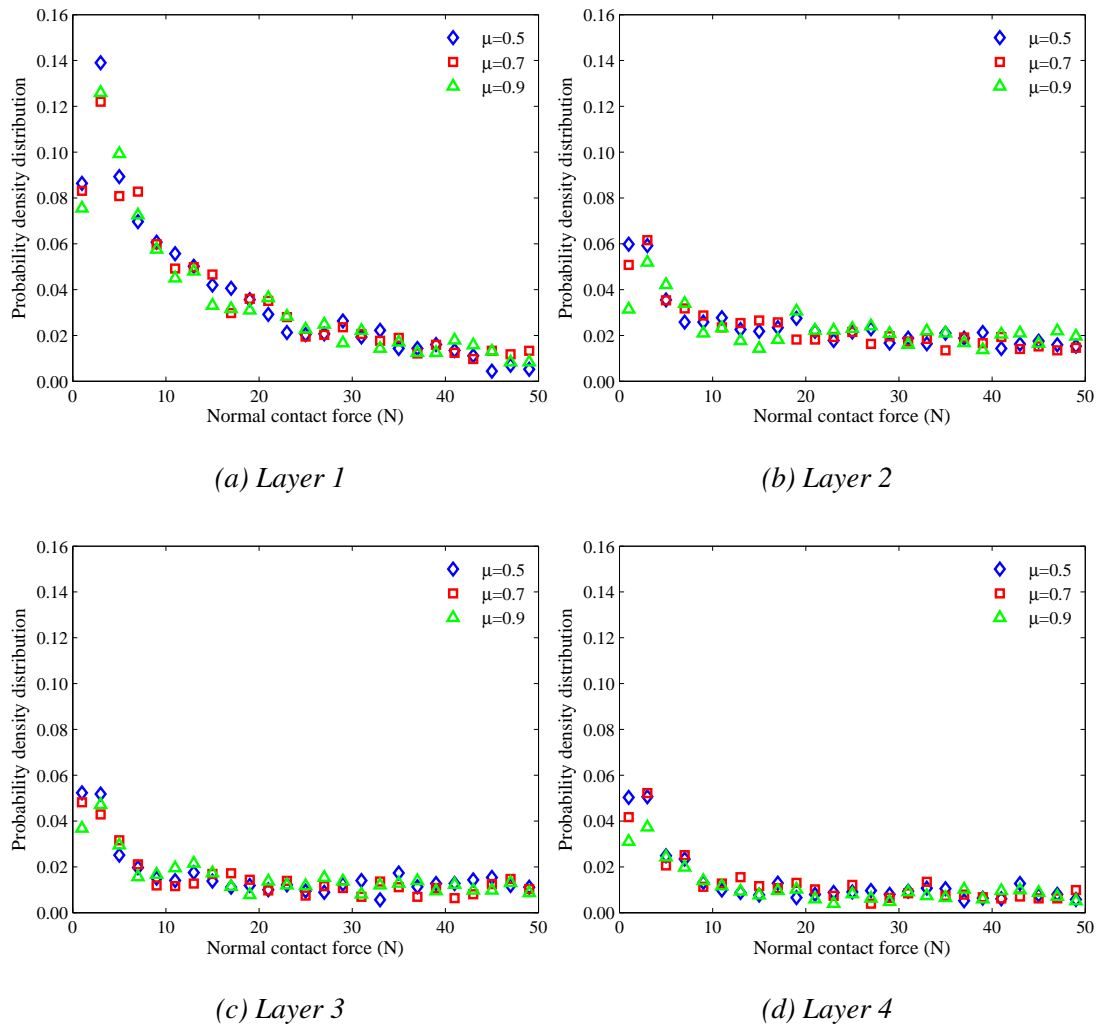 0.16
0.14
0.12
0.10
0.08
0.06
0.04
0.02
0.00
Probability density distribution
0 10 20 30 40 50
Normal contact force (N)
μ=0.5
μ=0.7
μ=0.9
(a) Layer 1
0.16
0.14
0.12
0.10
0.08
0.06
0.04
0.02
0.00
Probability density distribution
0 10 20 30 40 50
Normal contact force (N)
μ=0.5
μ=0.7
μ=0.9
(b) Layer 2
0.16
0.14
0.12
0.10
0.08
0.06
0.04
0.02
0.00
Probability density distribution
0 10 20 30 40 50
Normal contact force (N)
μ=0.5
μ=0.7
μ=0.9
(c) Layer 3
0.16
0.14
0.12
0.10
0.08
0.06
0.04
0.02
0.00
Probability density distribution
0 10 20 30 40 50
Normal contact force (N)
μ=0.5
μ=0.7
μ=0.9
(d) Layer 4